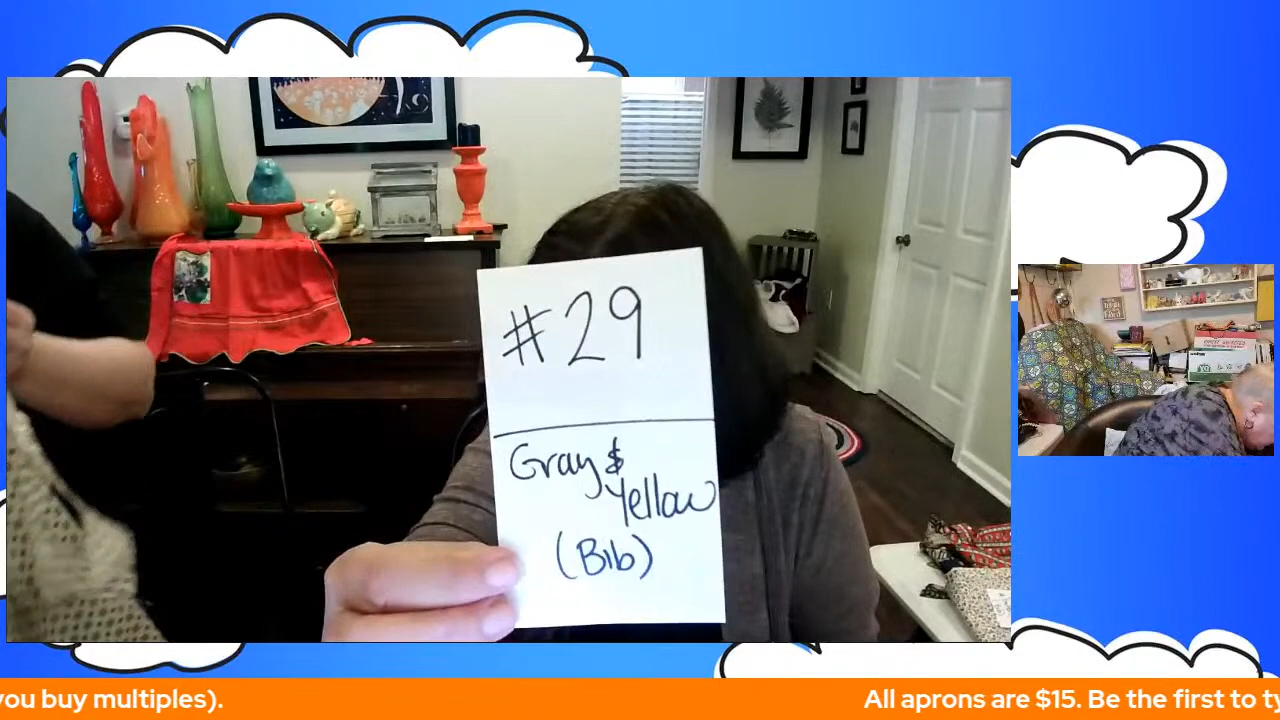 #29
Gray &
Yellow
(Bib)
you buy multiples).
All aprons are $15. Be the first to ty